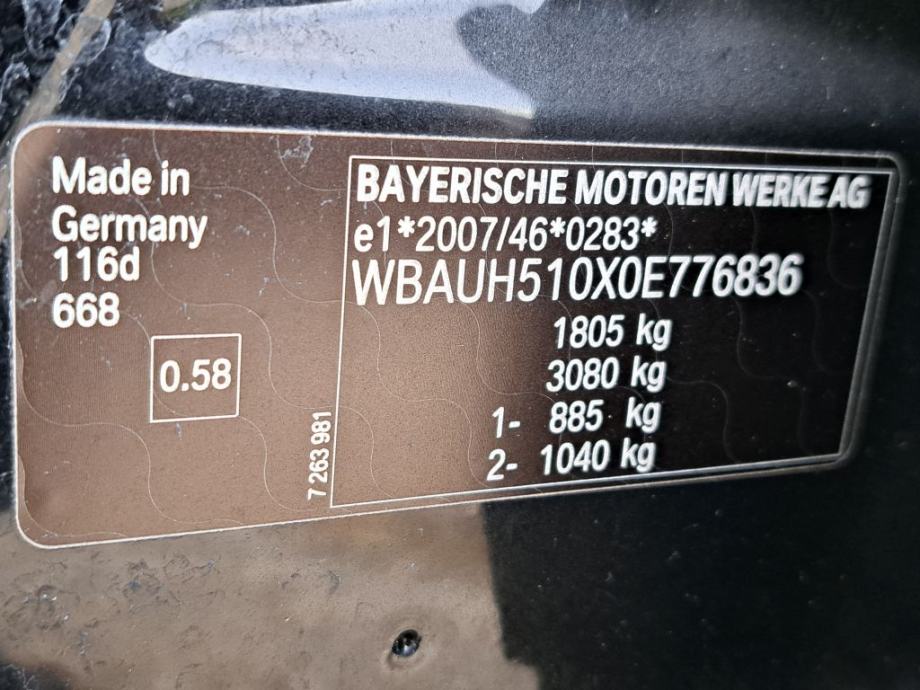 Made in
Germany
116d
668
0.58
7 263 981
BAYERISCHE MOTOREN WERKE AG
e1*2007/46*0283*
WBAUH510X0E776836
1805 kg
3080 kg
1- 885 kg
2- 1040 kg